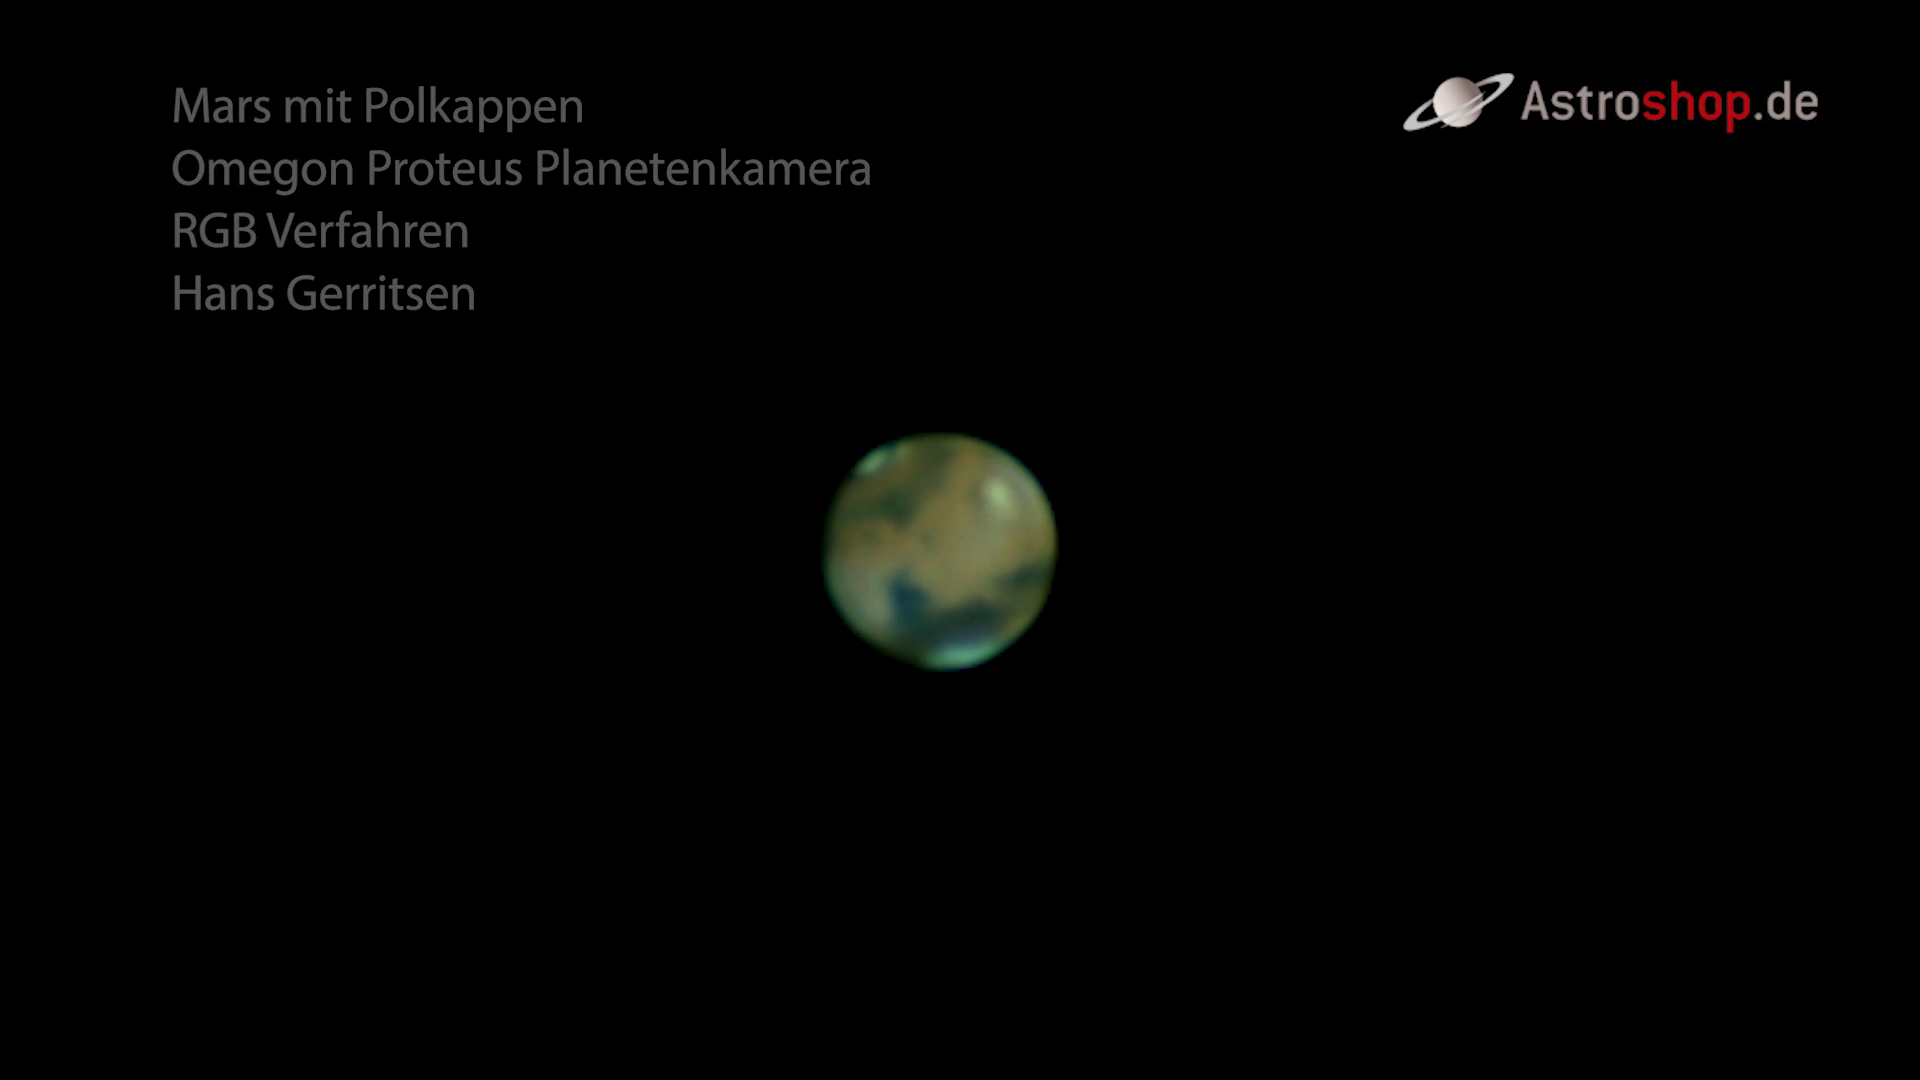 Mars mit Polkappen
Omegon Proteus Planetenkamera
RGB Verfahren
Hans Gerritsen
Astroshop.de